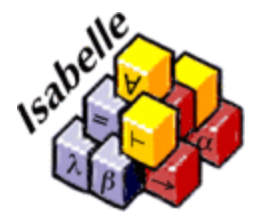 Isabelle
∀
= ⊢ α
λ β →